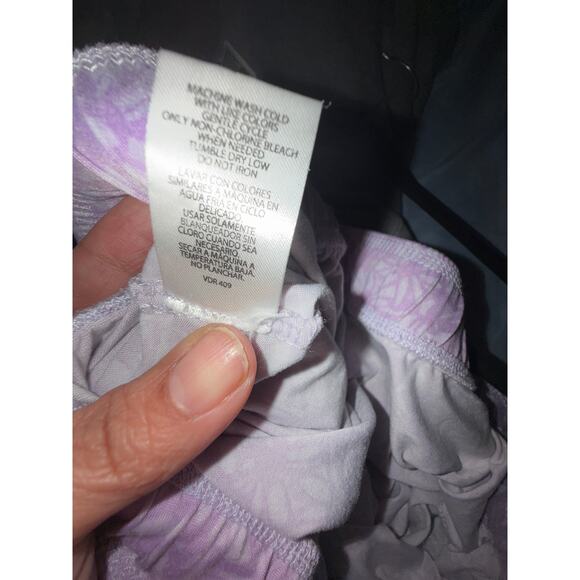 MACHINE WASH COLD
WITH LIKE COLORS
GENTLE CYCLE
ONLY NON-CHLORINE BLEACH
WHEN NEEDED
TUMBLE DRY LOW
DO NOT IRON
LAVAR CON COLORES
SIMILARES A MAQUINA EN
AGUA FRIA EN CICLO
DELICADO
USAR SOLAMENTE
BLANQUEADOR SIN
CLORO CUANDO SEA
NECESARIO
SECAR A MAQUINA A
TEMPERATURA BAJA.
NO PLANCHAR.
VDR 409